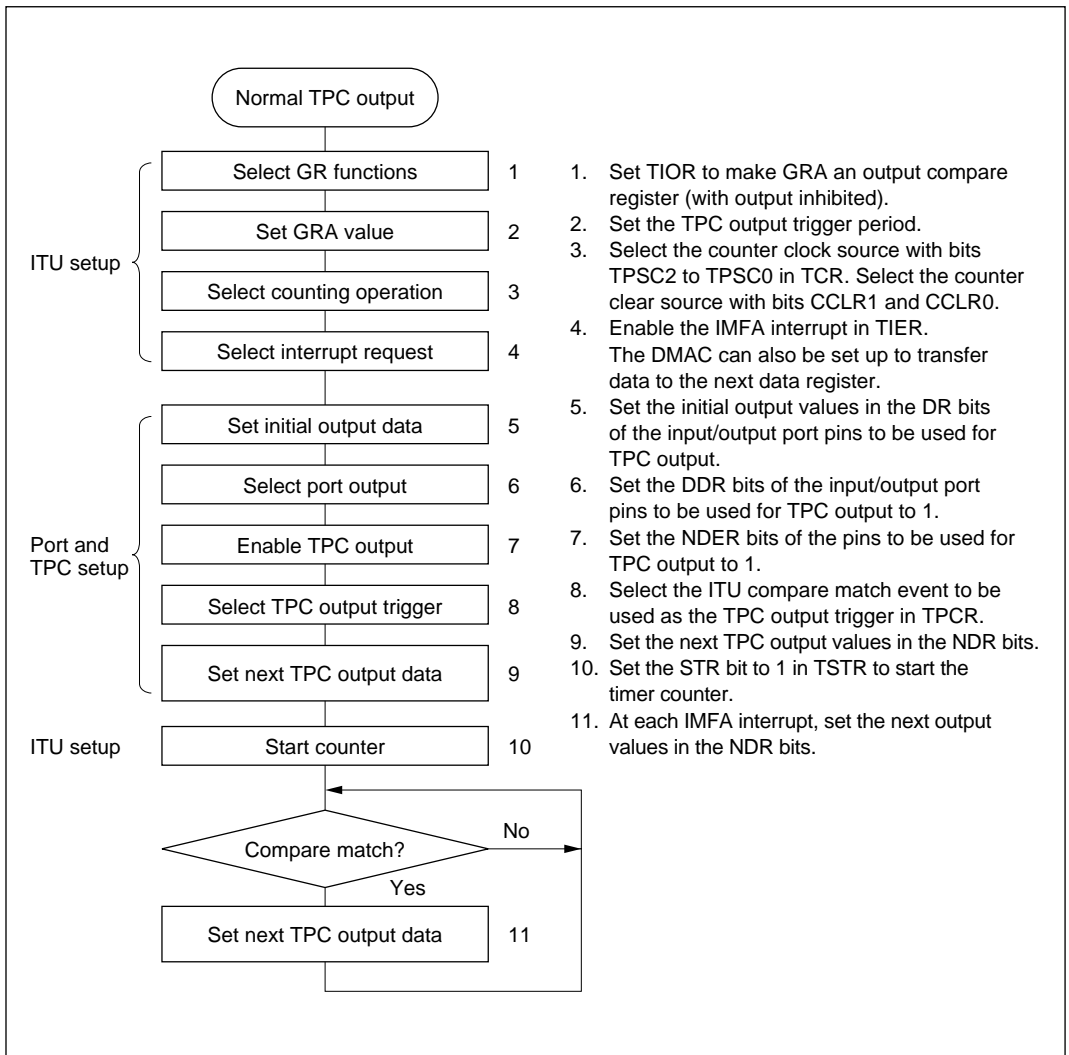 Normal TPC output
ITU setup
Select GR functions 1
Set GRA value 2
Select counting operation 3
Select interrupt request 4
Port and
TPC setup
Set initial output data 5
Select port output 6
Enable TPC output 7
Select TPC output trigger 8
Set next TPC output data 9
ITU setup
Start counter 10
Compare match?
No
Yes
Set next TPC output data 11
1. Set TIOR to make GRA an output compare
register (with output inhibited).
2. Set the TPC output trigger period.
3. Select the counter clock source with bits
TPSC2 to TPSC0 in TCR. Select the counter
clear source with bits CCLR1 and CCLR0.
4. Enable the IMFA interrupt in TIER.
The DMAC can also be set up to transfer
data to the next data register.
5. Set the initial output values in the DR bits
of the input/output port pins to be used for
TPC output.
6. Set the DDR bits of the input/output port
pins to be used for TPC output to 1.
7. Set the NDER bits of the pins to be used for
TPC output to 1.
8. Select the ITU compare match event to be
used as the TPC output trigger in TPCR.
9. Set the next TPC output values in the NDR bits.
10. Set the STR bit to 1 in TSTR to start the
timer counter.
11. At each IMFA interrupt, set the next output
values in the NDR bits.